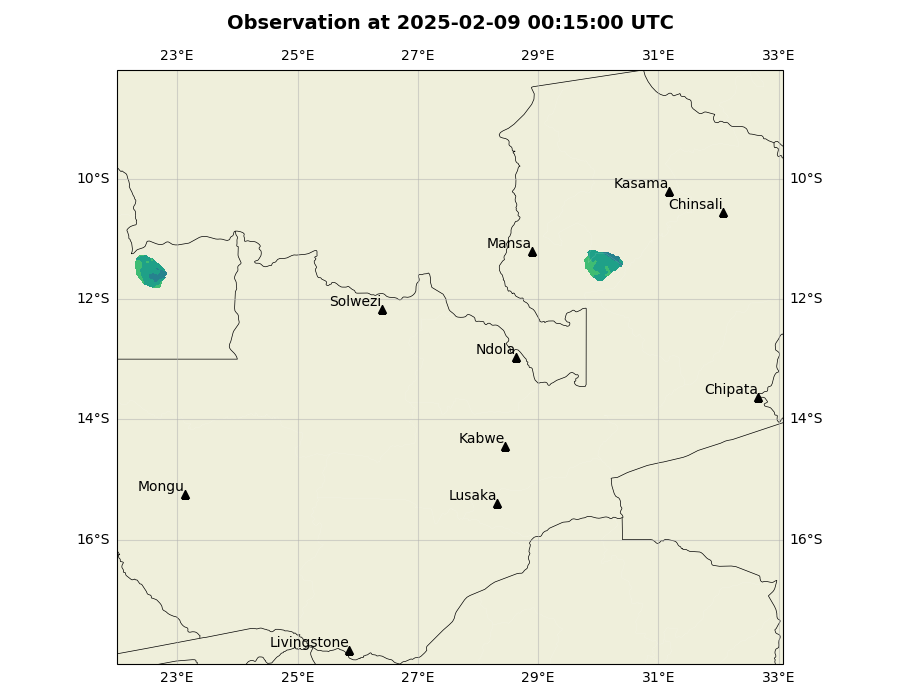 Observation at 2025-02-09 00:15:00 UTC
23°E 25°E 27°E 29°E 31°E 33°E
10°S 10°S
Kasama
Chinsali
Mansa
12°S 12°S
Solwezi
Ndola
Chipata
14°S 14°S
Kabwe
Mongu
Lusaka
16°S 16°S
Livingstone
23°E 25°E 27°E 29°E 31°E 33°E